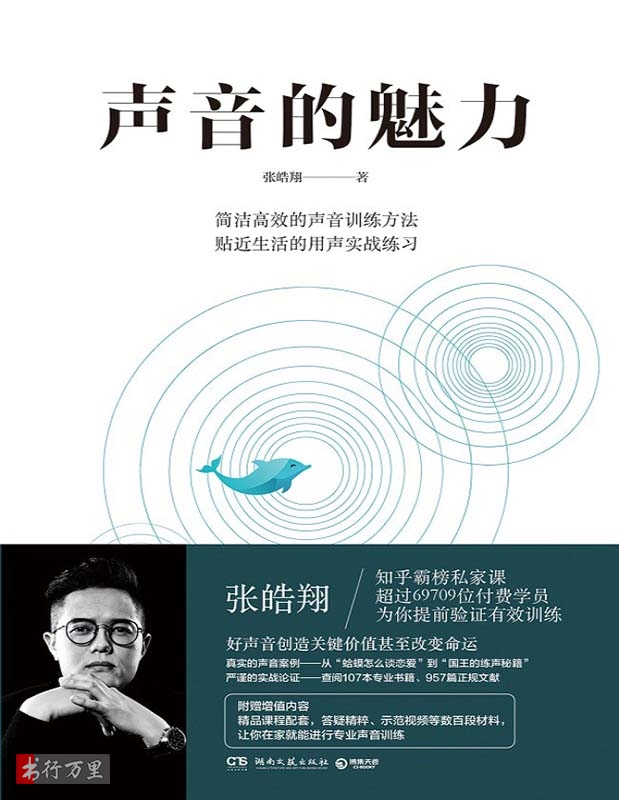 声音的魅力
张皓翔————著
简洁高效的声音训练方法
贴近生活的用声实战练习
张皓翔
知乎霸榜私家课
超过69709位付费学员
为你提前验证有效训练
好声音创造关键价值甚至改变命运
真实的声音案例——从“蛤蟆怎么谈恋爱”到“国王的练声秘籍”
严谨的实战论证——查阅107本专业书籍、957篇正规文献
附赠增值内容
精品课程配套，答疑精粹、示范视频等数百段材料，
让你在家就能进行专业声音训练
湖南文艺出版社
博集天卷
CS-BOOKY
书行万里